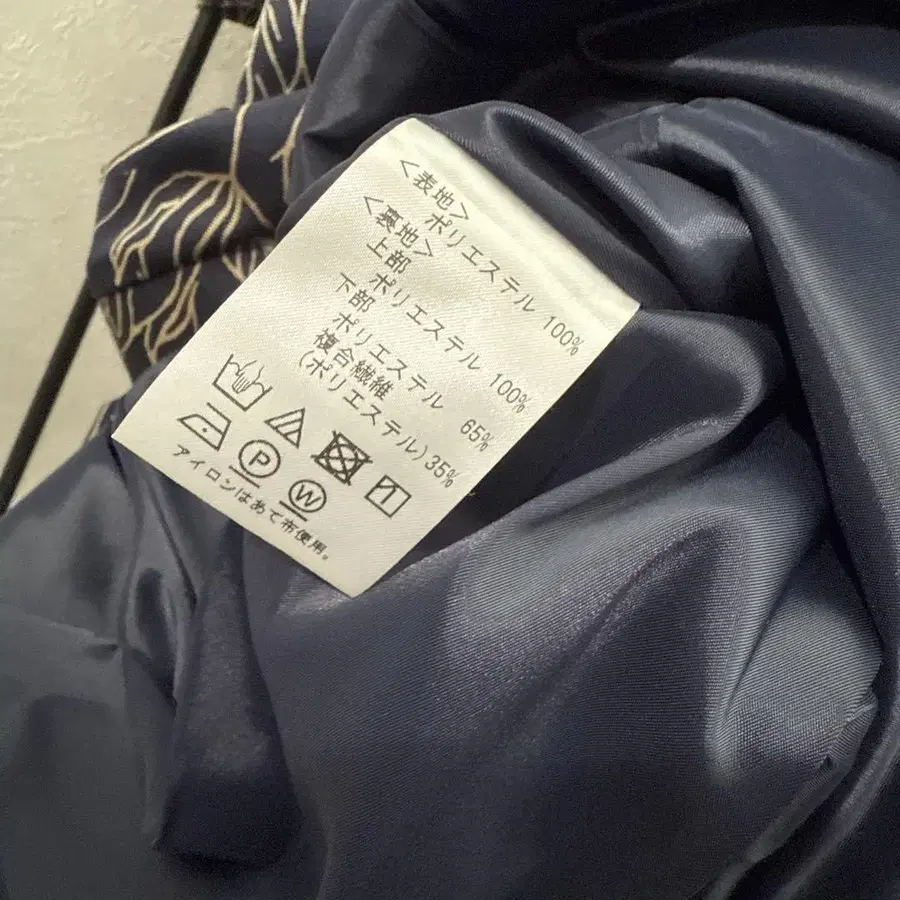 <表地>
ポリエステル 100%
<裏地>
上部
ポリエステル 100%
下部
ポリエステル 65%
複合繊維
(ポリエステル)35%
P
W
アイロンはあて布使用。